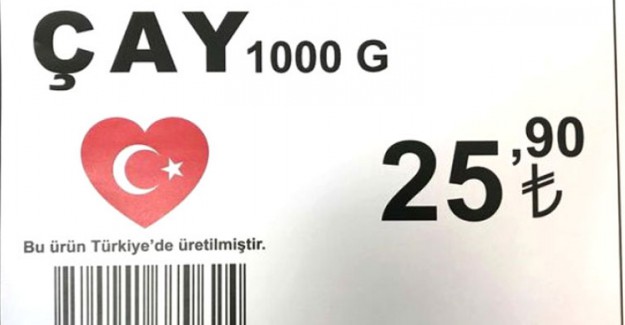 ÇAY 1000 G
25,90 ₺
Bu ürün Türkiye'de üretilmiştir.